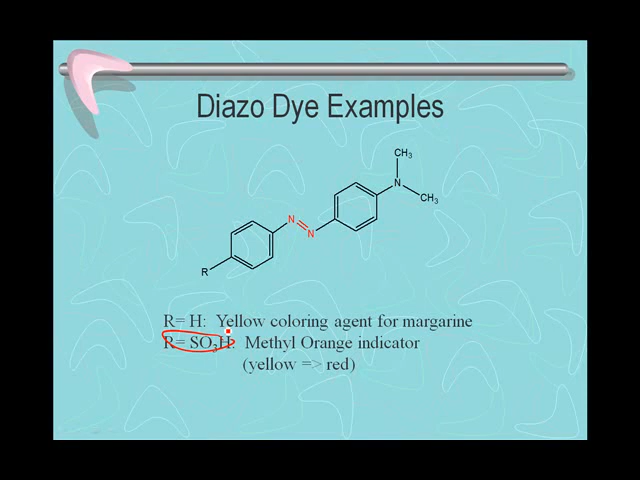 Diazo Dye Examples
CH3
N
CH3
N
N
R
R= H: Yellow coloring agent for margarine
R= SO3H: Methyl Orange indicator
(yellow => red)